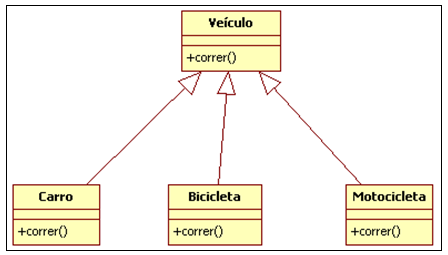 Veículo
+correr()
Carro
+correr()
Bicicleta
+correr()
Motocicleta
+correr()